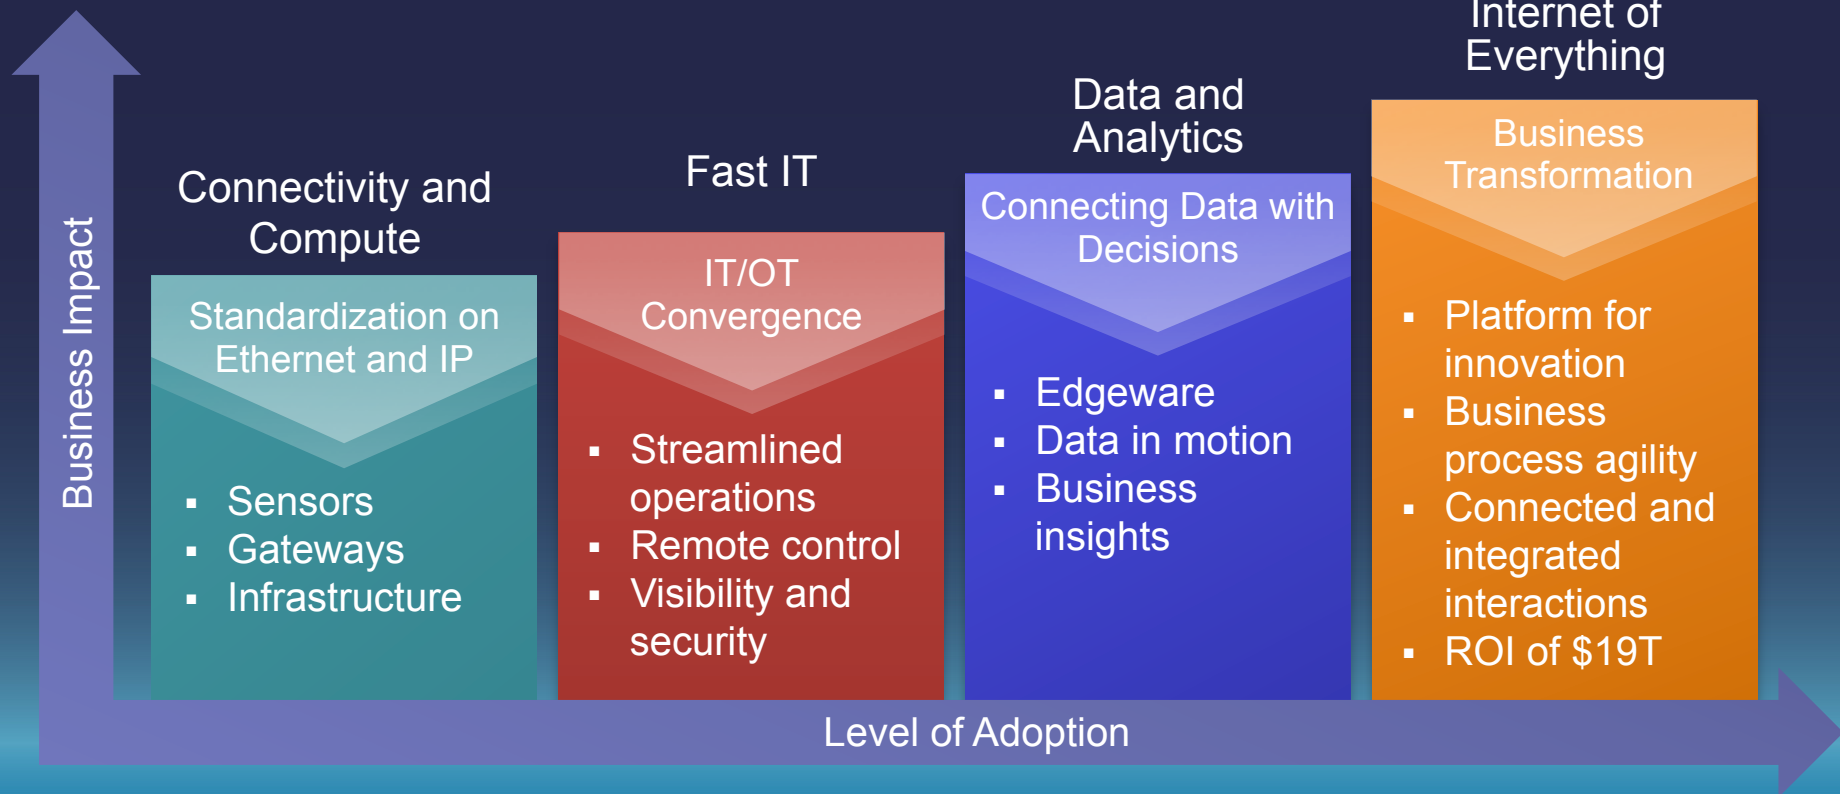 Business Impact
Connectivity and
Compute
Standardization on
Ethernet and IP
▪ Sensors
▪ Gateways
▪ Infrastructure
Fast IT
IT/OT
Convergence
▪ Streamlined
operations
▪ Remote control
▪ Visibility and
security
Data and
Analytics
Connecting Data with
Decisions
▪ Edgeware
▪ Data in motion
▪ Business
insights
Internet of
Everything
Business
Transformation
▪ Platform for
innovation
▪ Business
process agility
▪ Connected and
integrated
interactions
▪ ROI of $19T
Level of Adoption